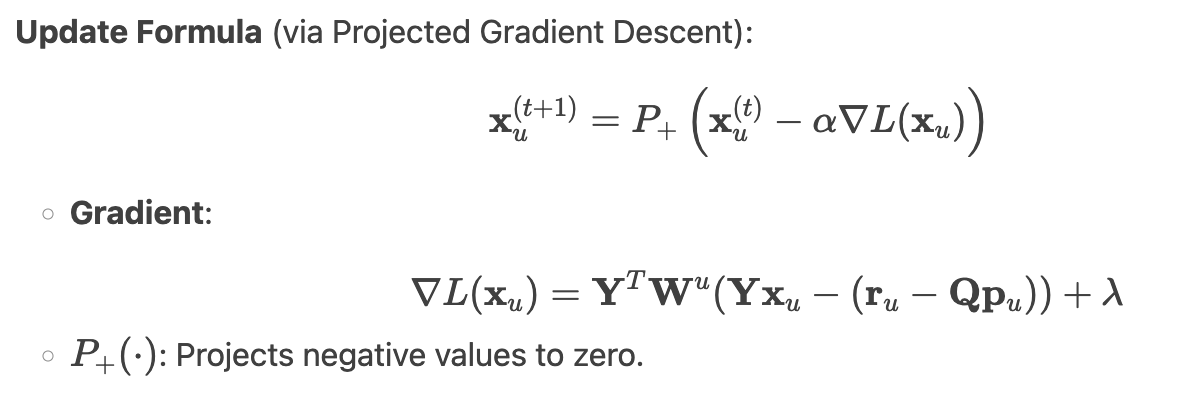 Update Formula (via Projected Gradient Descent):
$$\mathbf{x}_u^{(t+1)} = P_+ \left( \mathbf{x}_u^{(t)} - \alpha \nabla L(\mathbf{x}_u) \right)$$
○ Gradient:
$$\nabla L(\mathbf{x}_u) = \mathbf{Y}^T \mathbf{W}^u (\mathbf{Y}\mathbf{x}_u - (\mathbf{r}_u - \mathbf{Q}\mathbf{p}_u)) + \lambda$$
○ $P_+(\cdot)$: Projects negative values to zero.